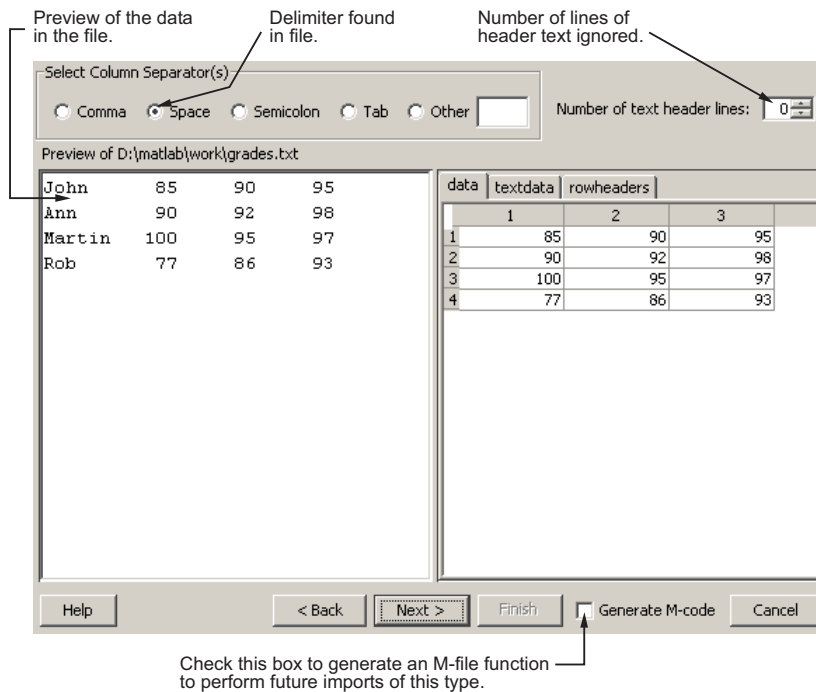 Preview of the data
in the file.
Delimiter found
in file.
Number of lines of
header text ignored.
Select Column Separator(s)
Comma Space Semicolon Tab Other
Number of text header lines: 0
Preview of D:\matlab\work\grades.txt
John 85 90 95
Ann 90 92 98
Martin 100 95 97
Rob 77 86 93
data textdata rowheaders
1 2 3
1 85 90 95
2 90 92 98
3 100 95 97
4 77 86 93
Help < Back Next > Finish Generate M-code Cancel
Check this box to generate an M-file function
to perform future imports of this type.